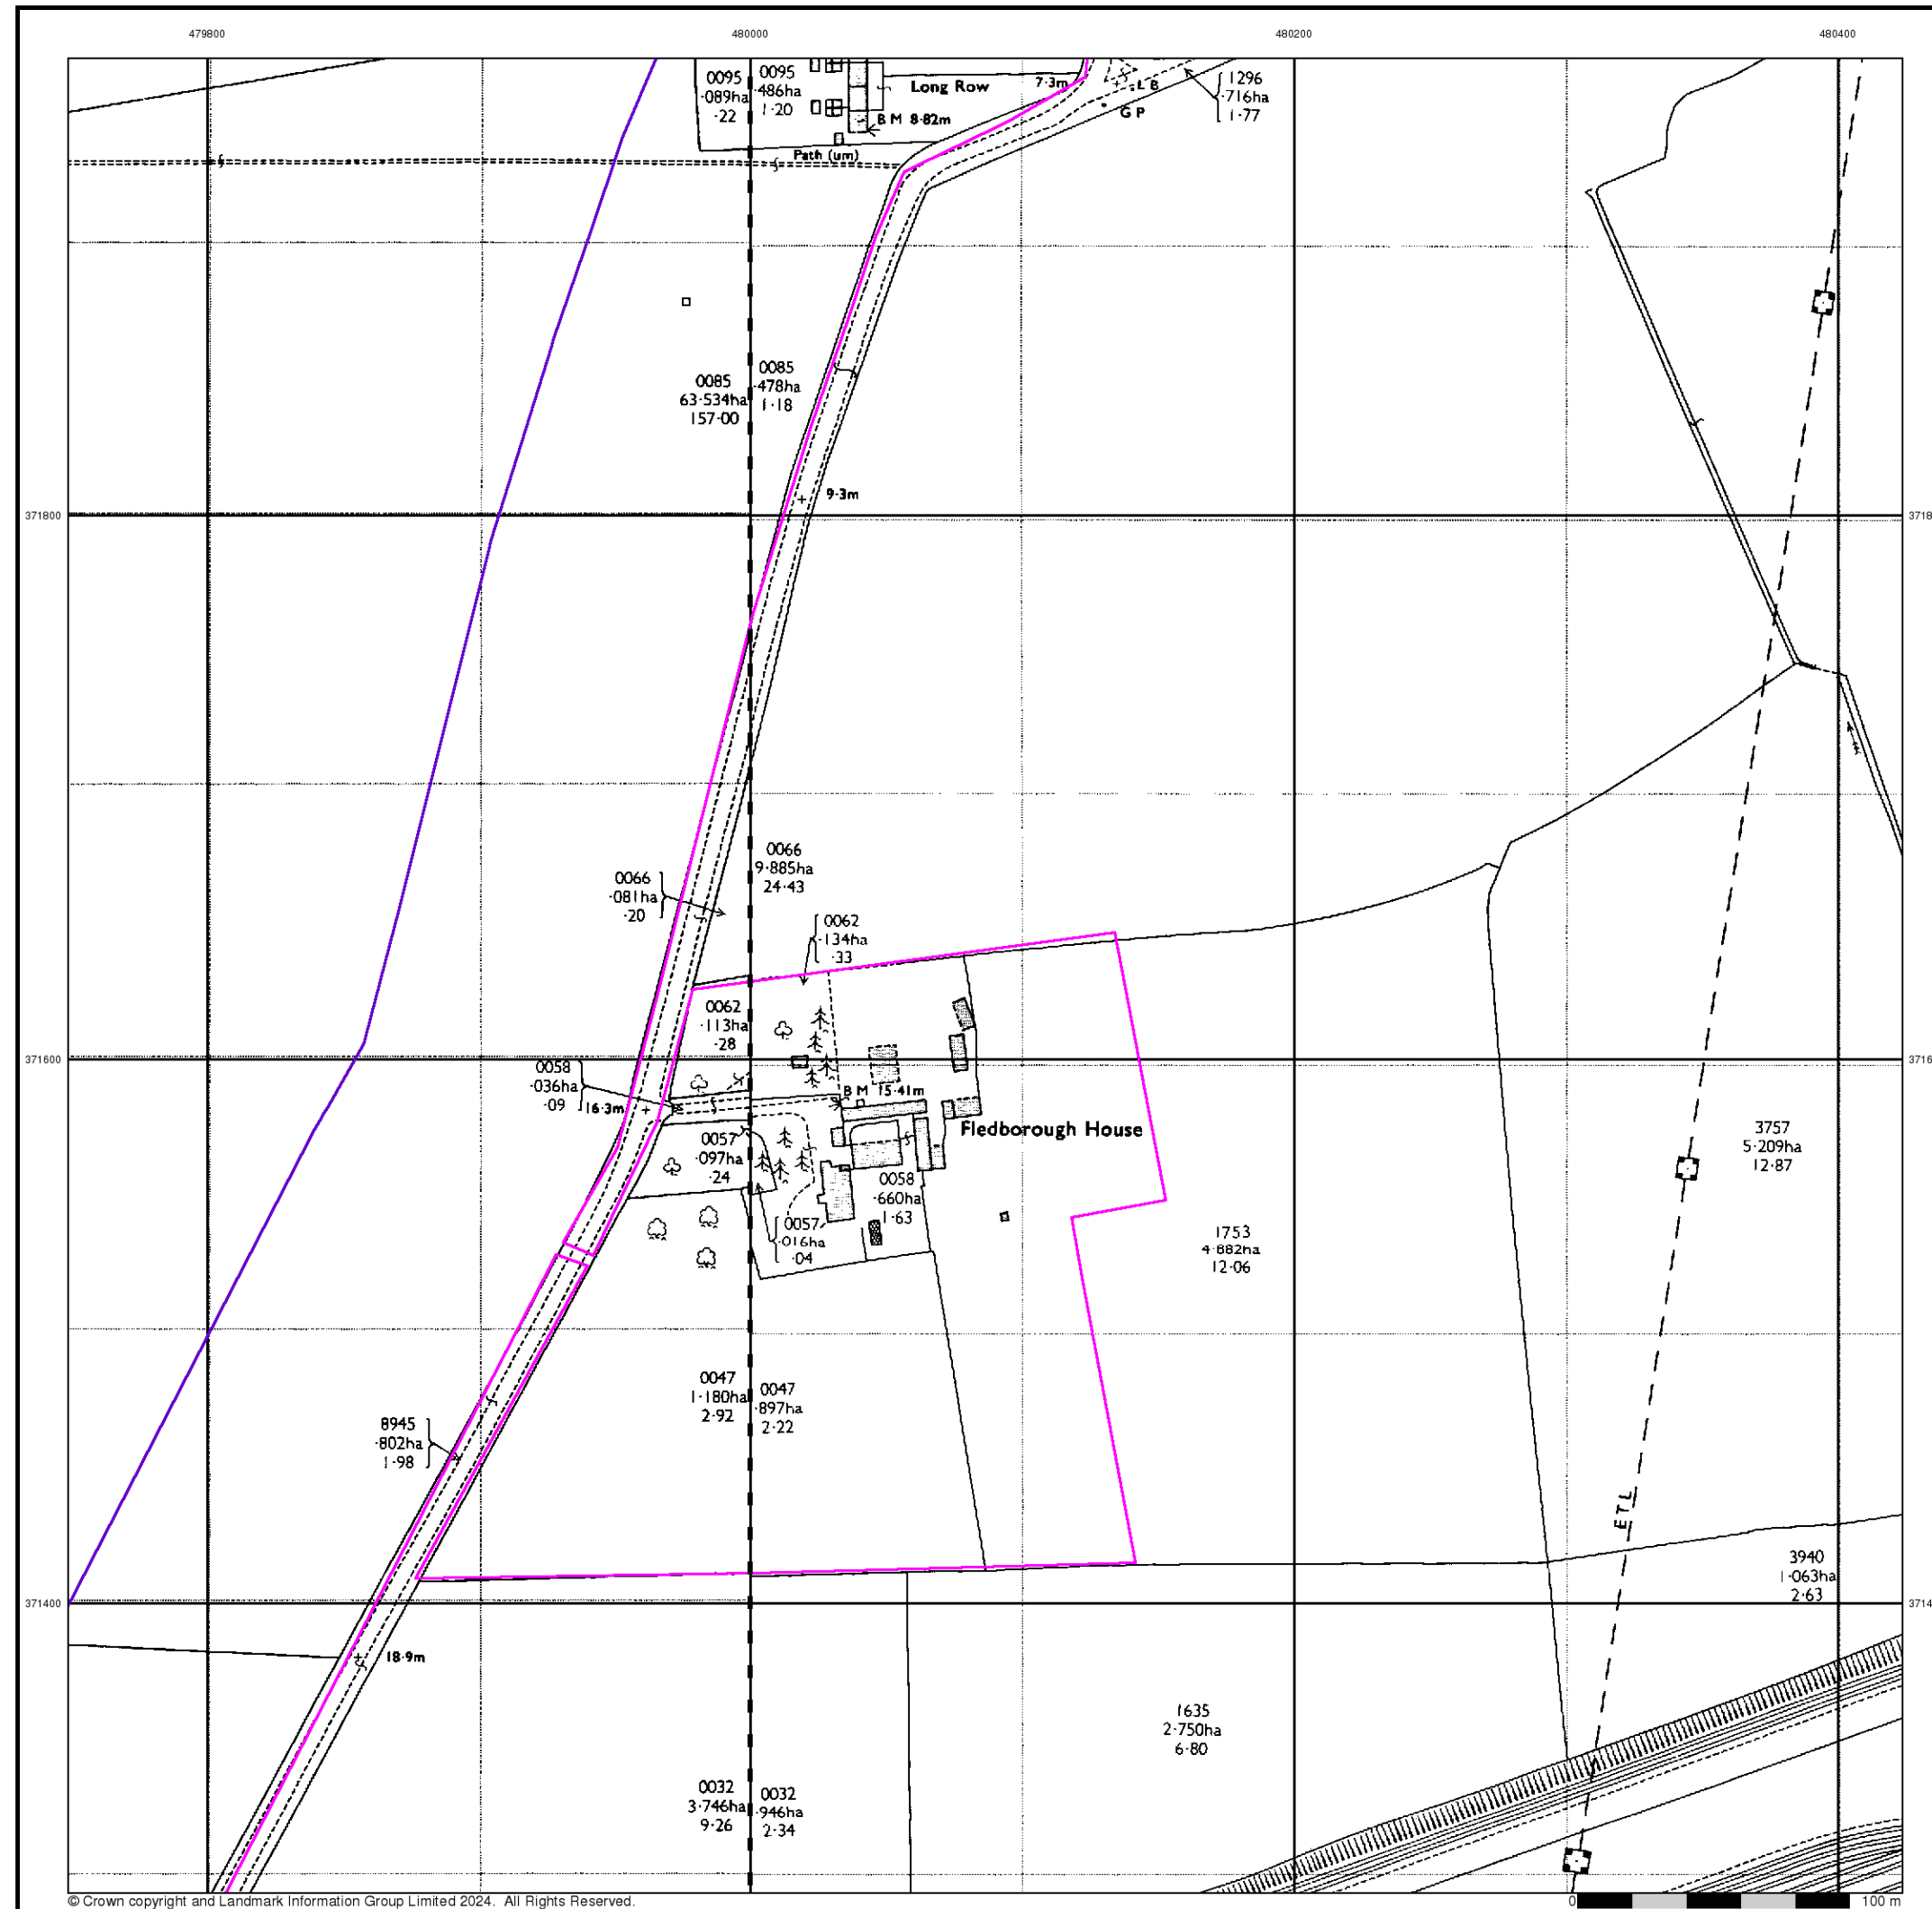 479800
480000
480200
480400
0095
·089ha
·22
0095
·486ha
1·20
Long Row
7·3m
L B
G P
1296
·716ha
1·77
B M 8·82m
Path (um)
0085
63·534ha
157·00
0085
·478ha
1·18
9·3m
371800
3718
0066
9·885ha
24·43
0066
·081ha
·20
0062
·134ha
·33
0062
·113ha
·28
371600
3716
0058
·036ha
·09
16·3m
B M 15·41m
Fledborough House
0057
·097ha
·24
0058
·660ha
1·63
0057
·016ha
·04
3757
5·209ha
12·87
1753
4·882ha
12·06
0047
1·180ha
2·92
0047
·897ha
2·22
8945
·802ha
1·98
ETL
3940
1·063ha
2·63
371400
3714
18·9m
1635
2·750ha
6·80
0032
3·746ha
9·26
0032
·946ha
2·34
© Crown copyright and Landmark Information Group Limited 2024. All Rights Reserved.
0
100 m